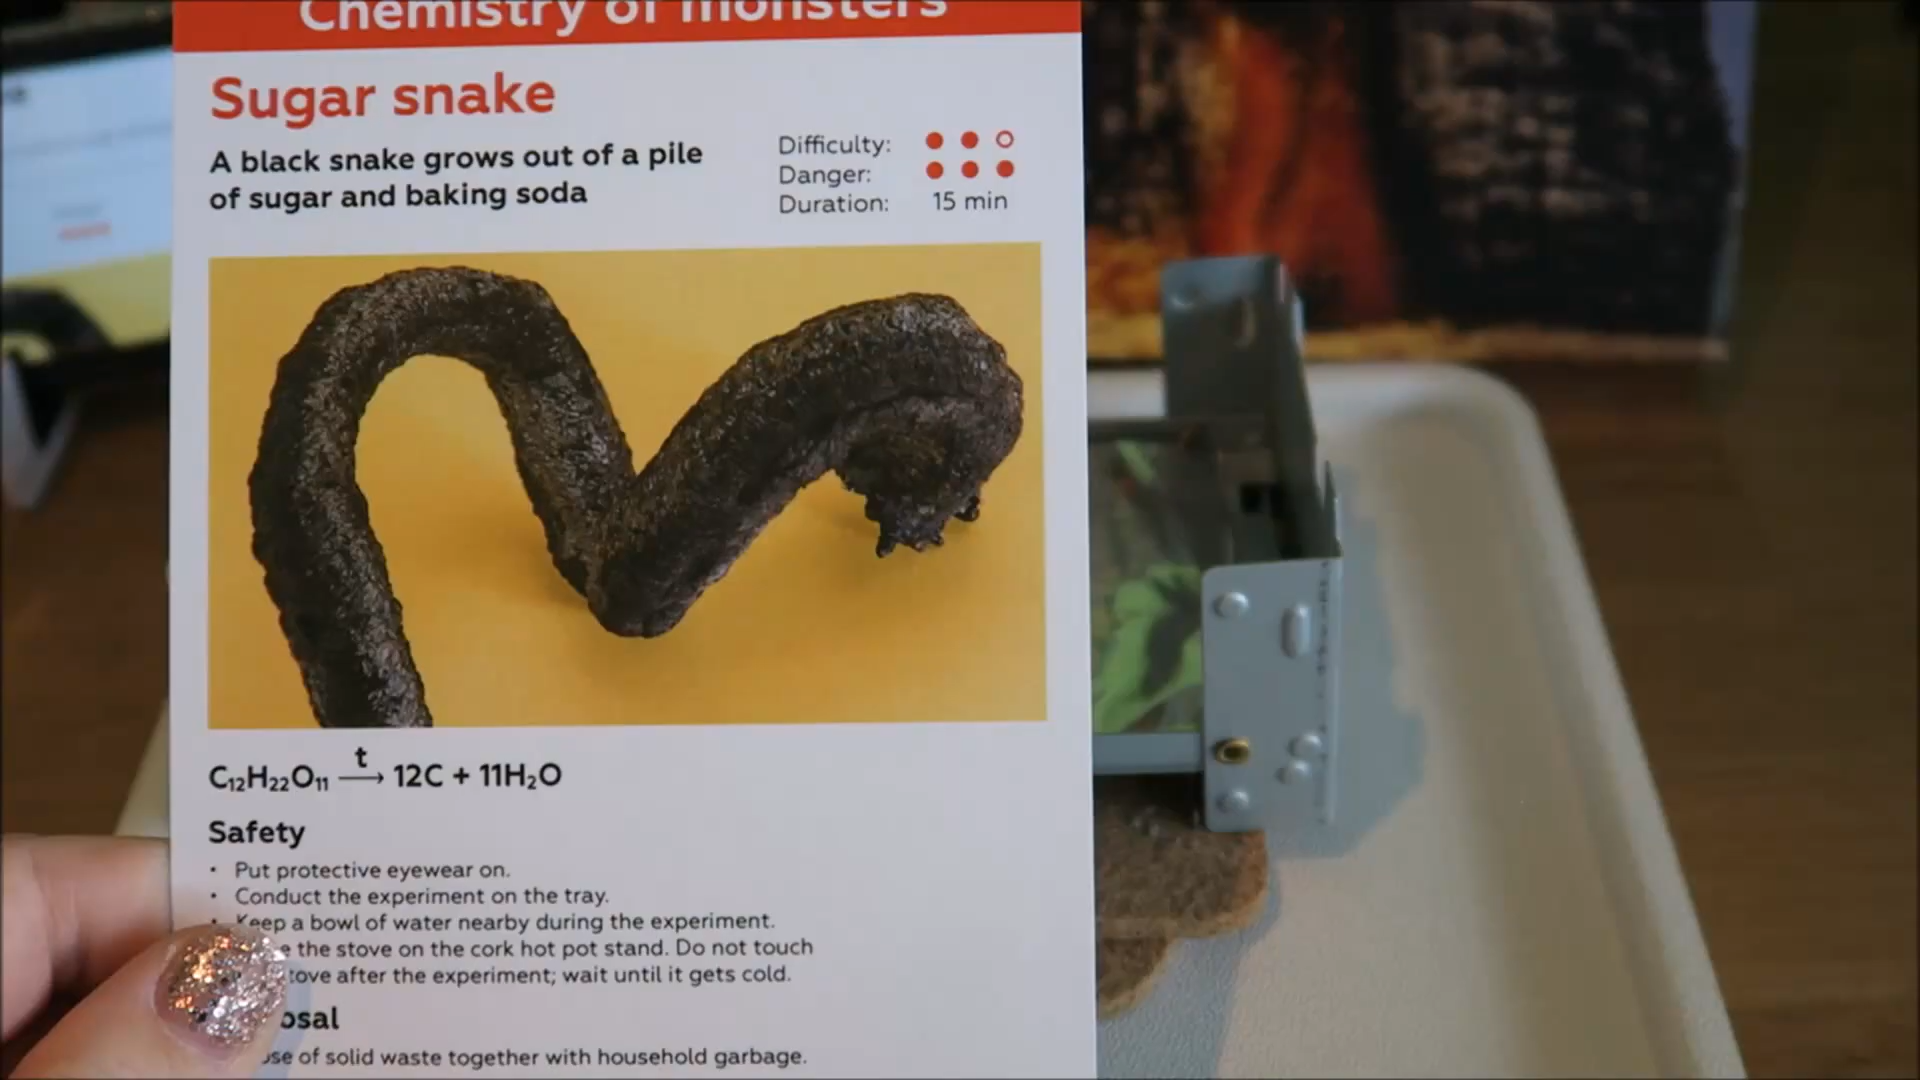 Chemistry of monsters
Sugar snake
A black snake grows out of a pile
of sugar and baking soda
Difficulty:
Danger:
Duration: 15 min
C₁₂H₂₂O₁₁ —t→ 12C + 11H₂O
Safety
• Put protective eyewear on.
• Conduct the experiment on the tray.
• Keep a bowl of water nearby during the experiment.
the stove on the cork hot pot stand. Do not touch
after the experiment; wait until it gets cold.
of solid waste together with household garbage.